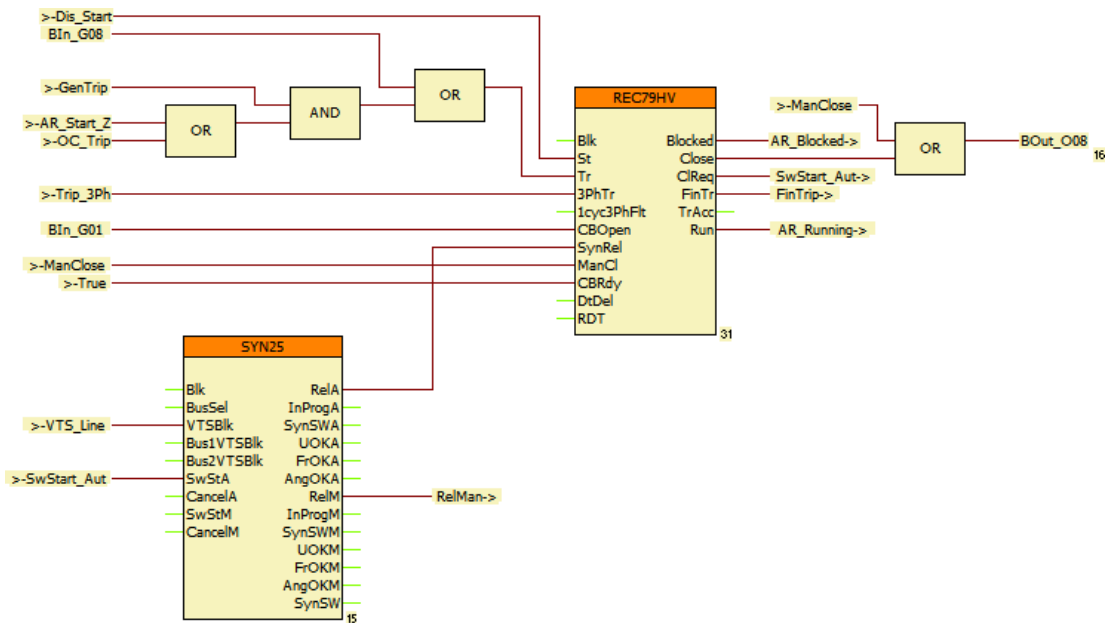 >-Dis_Start
BIn_G08
>-GenTrip
>-AR_Start_Z
>-OC_Trip
OR
AND
OR
>-Trip_3Ph
BIn_G01
>-ManClose
>-True
REC79HV
Blk
St
Tr
3PhTr
1cyc3PhFlt
CBOpen
SynRel
ManCl
CBRdy
DtDel
RDT
Blocked
Close
ClReq
FinTr
TrAcc
Run
31
>-ManClose
AR_Blocked->
SwStart_Aut->
FinTrip->
AR_Running->
OR
BOut_O08
16
SYN25
Blk
BusSel
VTSBlk
Bus1VTSBlk
Bus2VTSBlk
SwStA
CancelA
SwStM
CancelM
RelA
InProgA
SynSWA
UOKA
FrOKA
AngOKA
RelM
InProgM
SynSWM
UOKM
FrOKM
AngOKM
SynSW
15
>-VTS_Line
>-SwStart_Aut
RelMan->